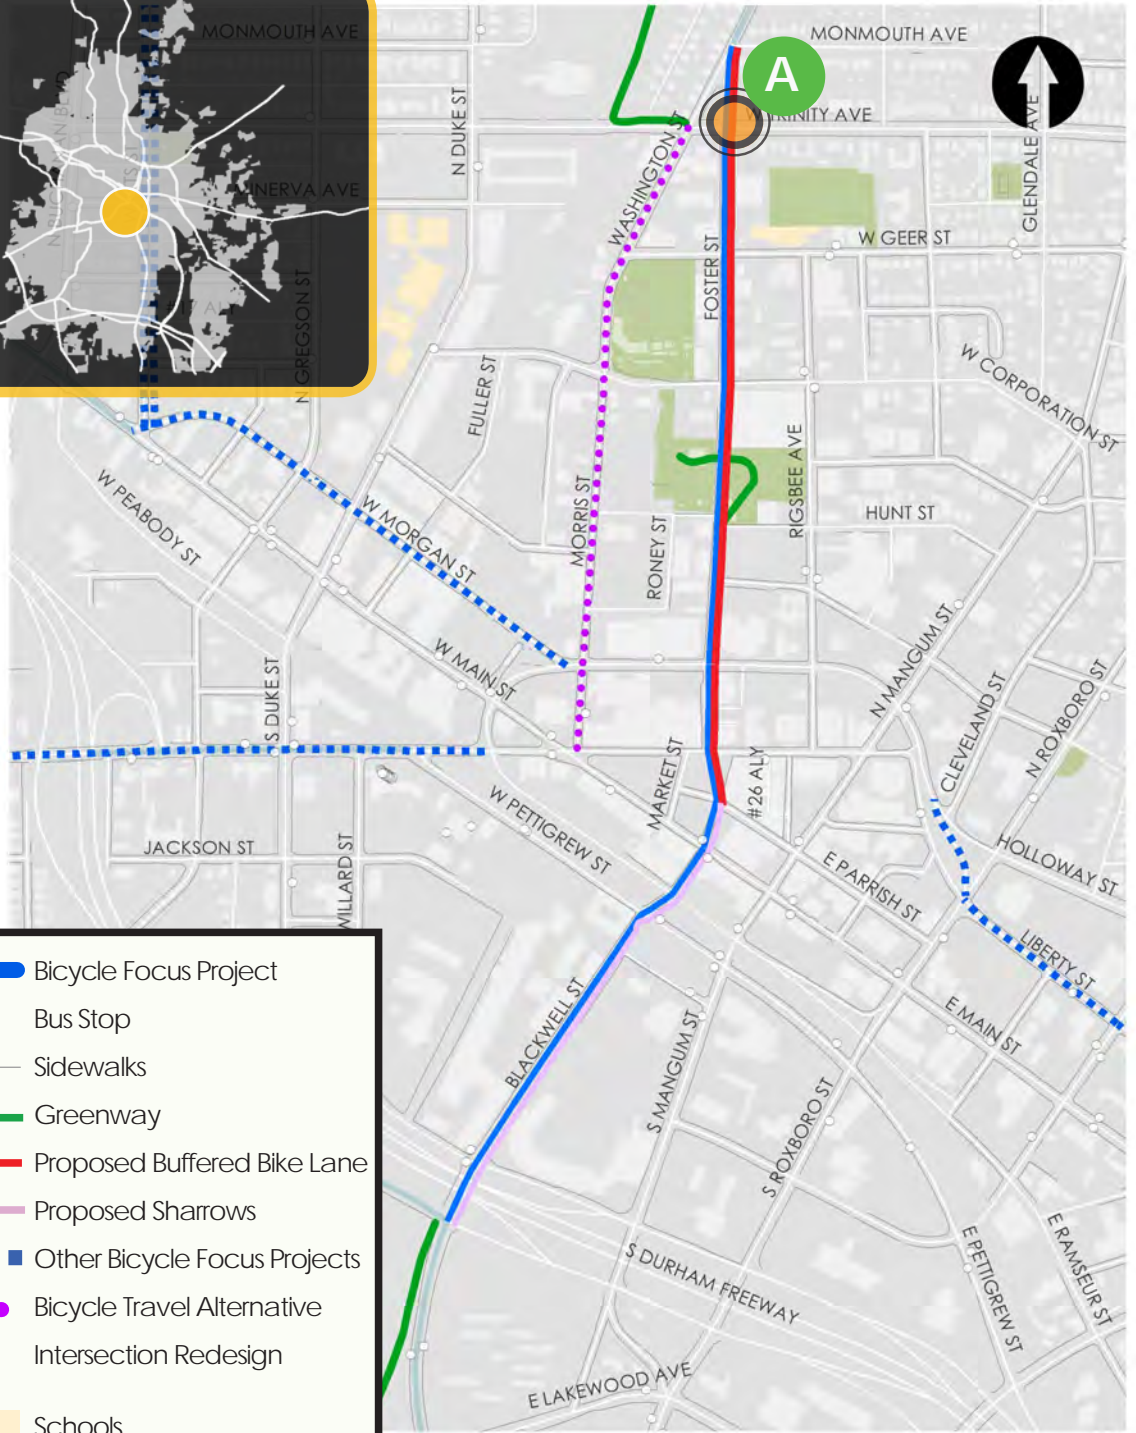 MONMOUTH AVE
MONMOUTH AVE
A
W TRINITY AVE
N DUKE ST
WASHINGTON ST
GLENDALE AVE
MINERVA AVE
W GEER ST
FOSTER ST
N GREGSON ST
FULLER ST
W CORPORATION ST
RIGSBEE AVE
W PEABODY ST
W MORGAN ST
MORRIS ST
RONEY ST
HUNT ST
W MAIN ST
S DUKE ST
N MANGUM ST
CLEVELAND ST
N ROXBORO ST
MARKET ST
#26 ALY
W PETTIGREW ST
JACKSON ST
WILLARD ST
E PARRISH ST
HOLLOWAY ST
LIBERTY ST
E MAIN ST
BLACKWELL ST
S MANGUM ST
S ROXBORO ST
E PETTIGREW ST
E RAMSEUR ST
S DURHAM FREEWAY
E LAKEWOOD AVE
Bicycle Focus Project
Bus Stop
Sidewalks
Greenway
Proposed Buffered Bike Lane
Proposed Sharrows
Other Bicycle Focus Projects
Bicycle Travel Alternative
Intersection Redesign
Schools